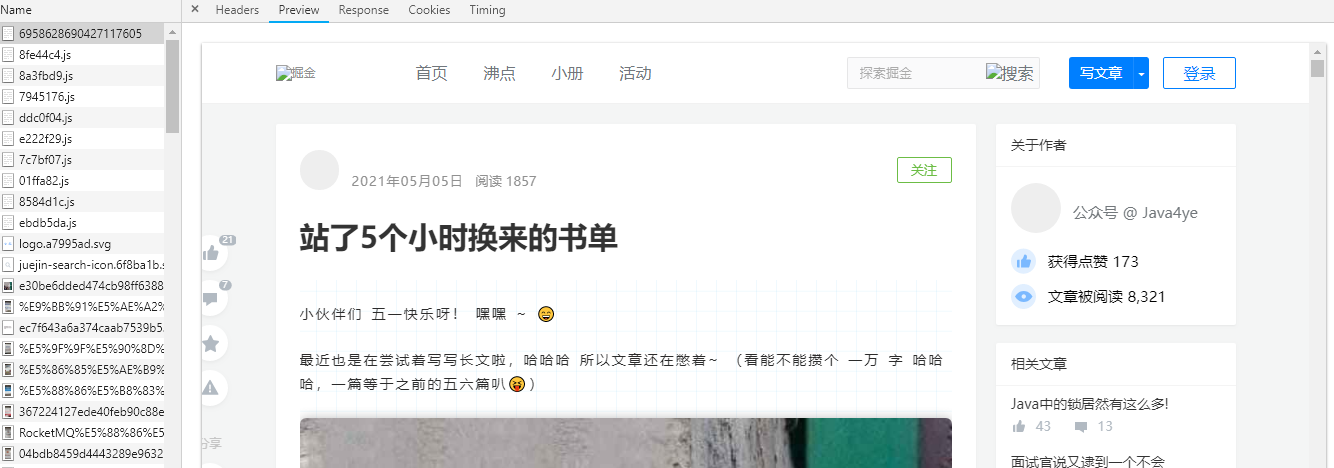 Name
× Headers Preview Response Cookies Timing
6958628690427117605
8fe44c4.js
8a3fbd9.js
7945176.js
ddc0f04.js
e222f29.js
7c7bf07.js
01ffa82.js
8584d1c.js
ebdb5da.js
logo.a7995ad.svg
juejin-search-icon.6f8ba1b.s
e30be6dded474cb98ff6388
%E9%BB%91%E5%AE%A2%
ec7f643a6a374caab7539b5
%E5%9F%9F%E5%90%8D%
%E5%86%85%E5%AE%B9%
%E5%88%86%E5%B8%83%
367224127ede40feb90c88e
RocketMQ%E5%88%86%E5
04bdb8459d4443289e9632
掘金 首页 沸点 小册 活动 探索掘金 搜索 写文章 登录
2021年05月05日 阅读 1857 关注
站了5个小时换来的书单
21
7
分享
小伙伴们 五一快乐呀! 嘿嘿 ~ 😄
最近也是在尝试着写写长文啦，哈哈哈 所以文章还在憋着~ （看能不能攒个 一万 字 哈哈
哈，一篇等于之前的五六篇叭😝）
关于作者
公众号 @ Java4ye
获得点赞 173
文章被阅读 8,321
相关文章
Java中的锁居然有这么多!
43 13
面试官说又逮到一个不会